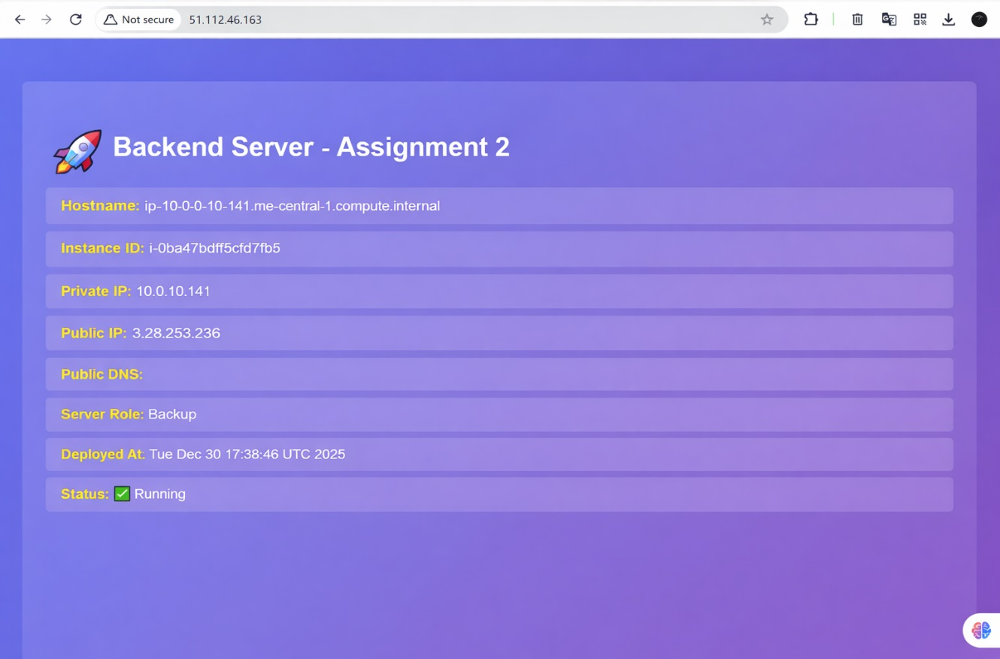 Not secure
51.112.46.163
Backend Server - Assignment 2
Hostname: ip-10-0-0-10-141.me-central-1.compute.internal
Instance ID: i-0ba47bdff5cfd7fb5
Private IP: 10.0.10.141
Public IP: 3.28.253.236
Public DNS:
Server Role: Backup
Deployed At: Tue Dec 30 17:38:46 UTC 2025
Status: ✅ Running